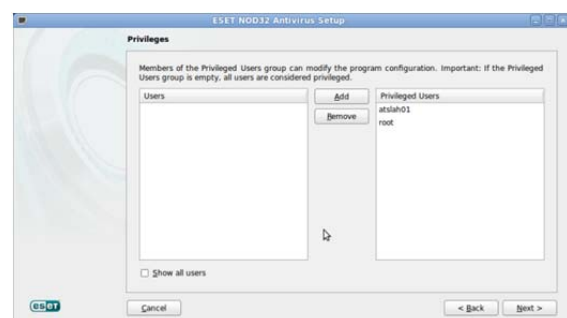 ESET NOD32 Antivirus Setup
Privileges
Members of the Privileged Users group can modify the program configuration. Important: If the Privileged
Users group is empty, all users are considered privileged.
Users
Add
Remove
Privileged Users
atslah01
root
Show all users
eset
Cancel
< Back
Next >